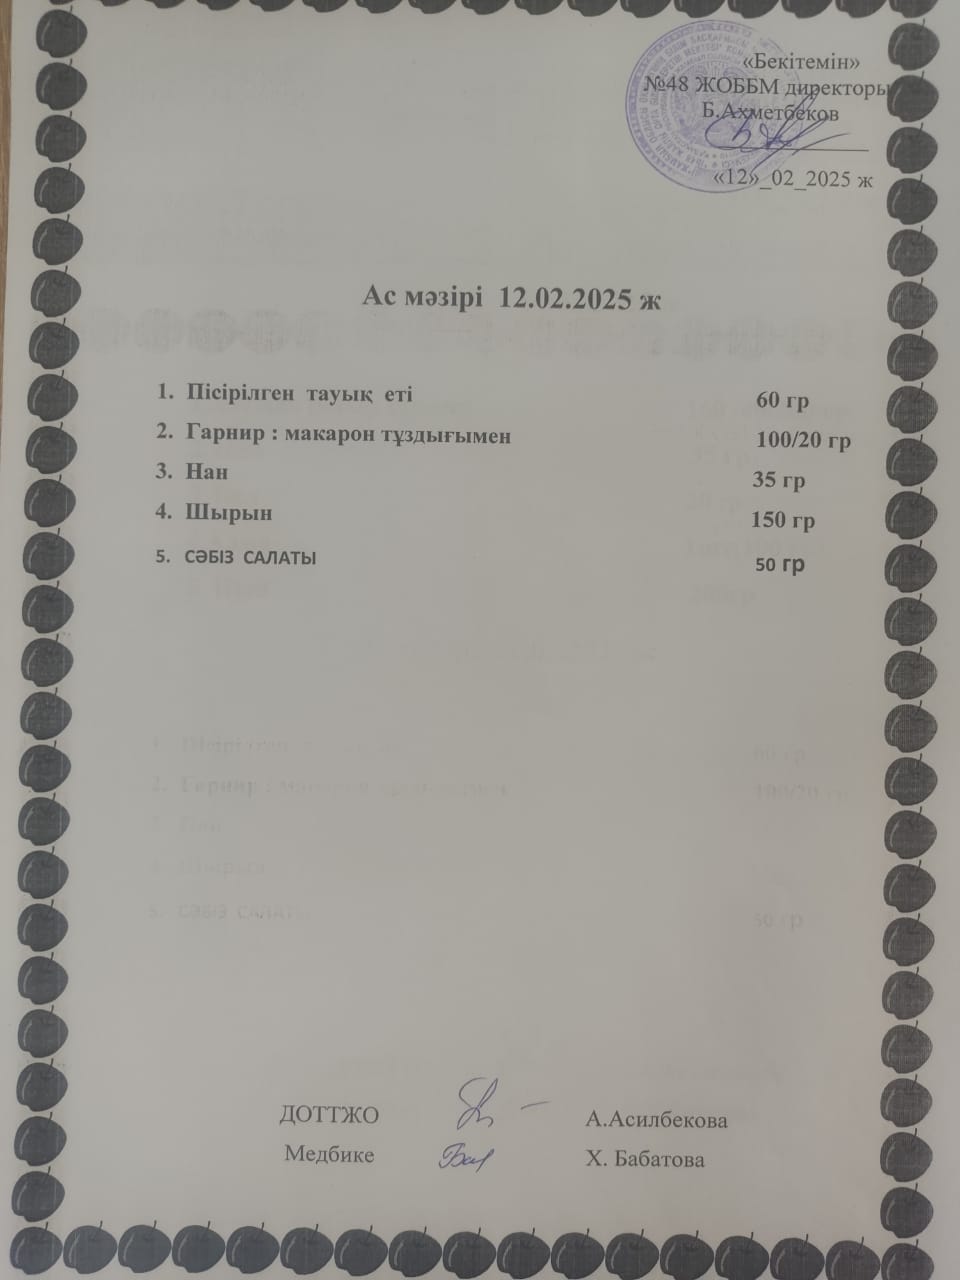 «Бекітемін»
№48 ЖОББМ директоры
Б.Ахметбеков
«12»_02_2025 ж
Ас мәзірі 12.02.2025 ж
1. Пісірілген тауық еті 60 гр
2. Гарнир : макарон тұздығымен 100/20 гр
3. Нан 35 гр
4. Шырын 150 гр
5. СӘБІЗ САЛАТЫ 50 гр
ДОТТЖО А.Асилбекова
Медбике Х. Бабатова